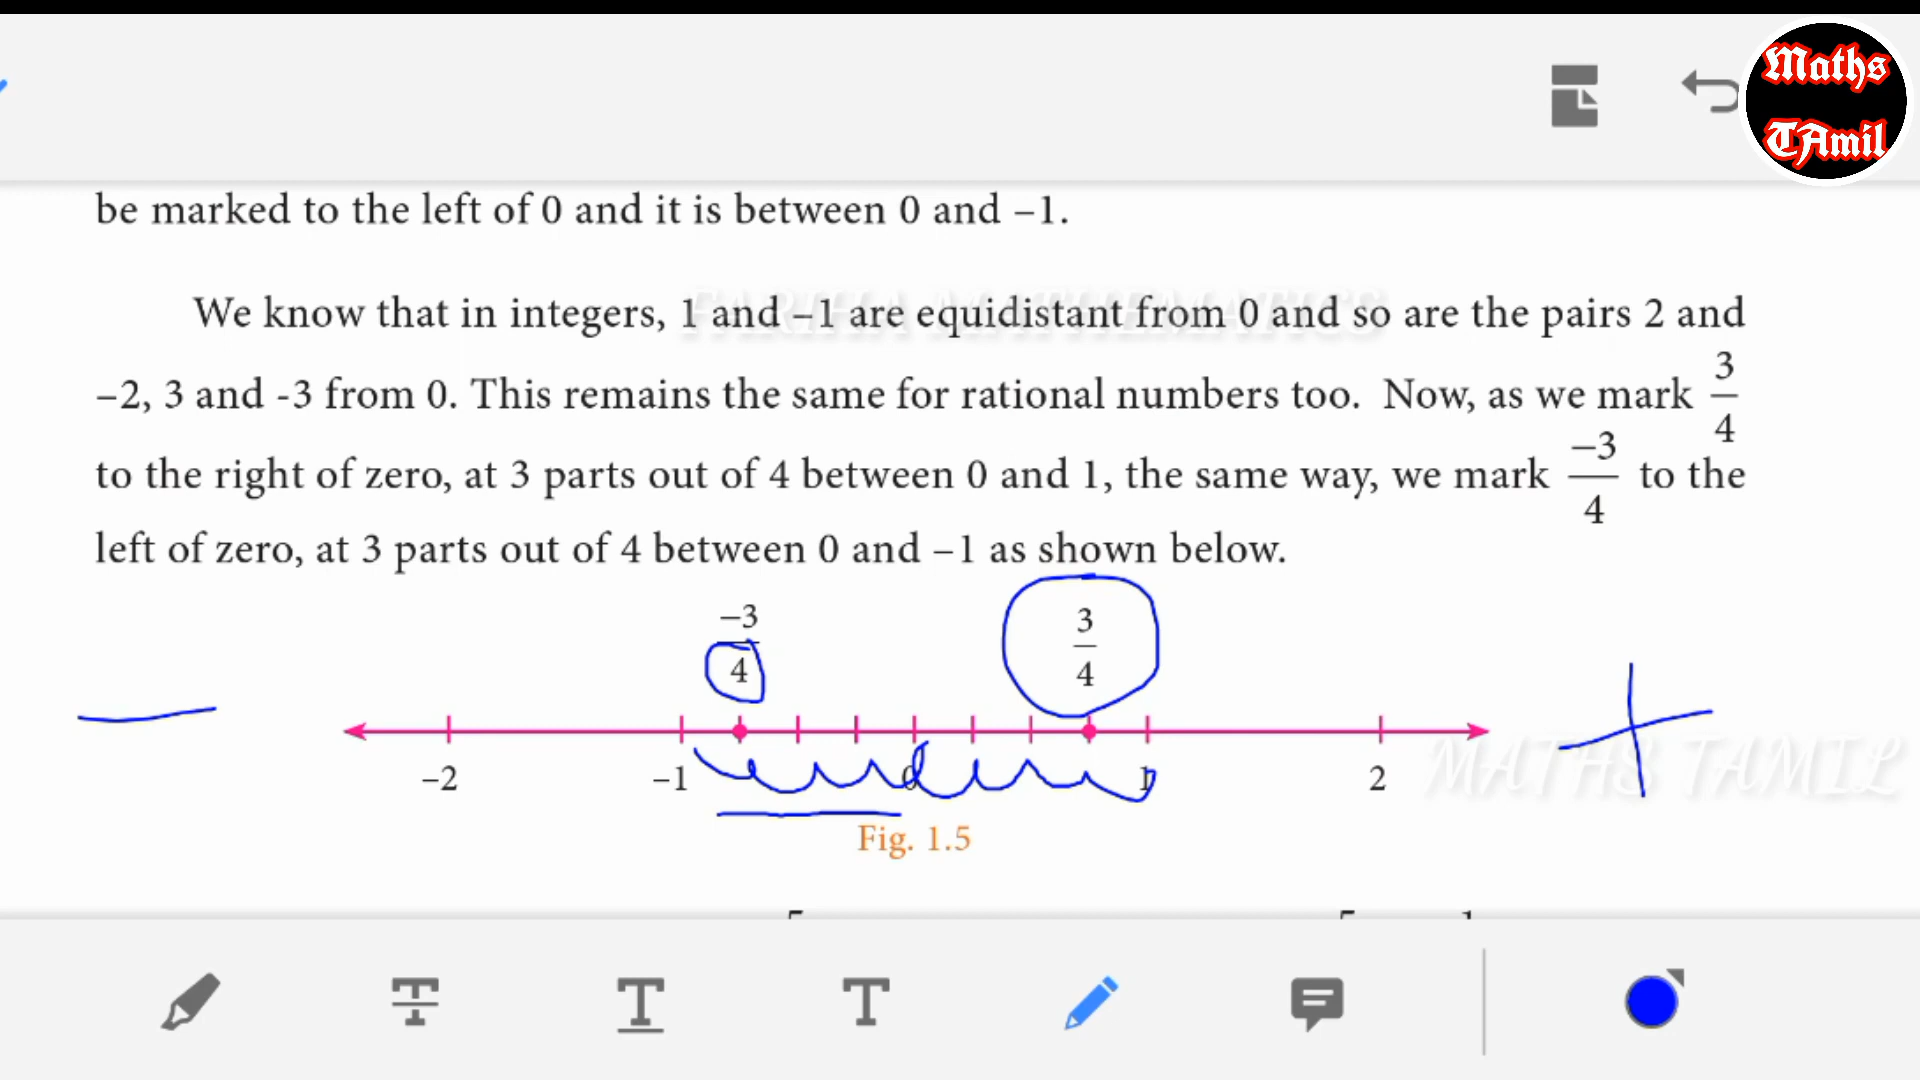 Maths
TAmil
be marked to the left of 0 and it is between 0 and –1.
FARIHA MATHEMATICS
We know that in integers, 1 and –1 are equidistant from 0 and so are the pairs 2 and
–2, 3 and -3 from 0. This remains the same for rational numbers too. Now, as we mark 3/4
to the right of zero, at 3 parts out of 4 between 0 and 1, the same way, we mark –3/4 to the
left of zero, at 3 parts out of 4 between 0 and –1 as shown below.
–3/4 3/4
– +
–2 –1 0 1 2
MATHS TAMIL
Fig. 1.5